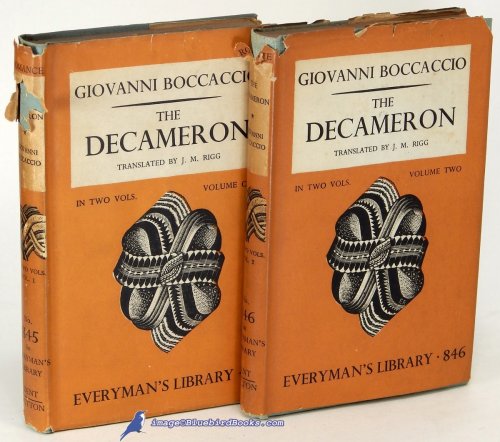 GIOVANNI BOCCACCIO
THE
DECAMERON
TRANSLATED BY J. M. RIGG
IN TWO VOLS.
VOLUME
EVERYMAN'S LIBRARY
GIOVANNI BOCCACCIO
THE
DECAMERON
TRANSLATED BY J. M. RIGG
IN TWO VOLS.
VOLUME TWO
EVERYMAN'S LIBRARY · 846
image@BluebirdBooks.com